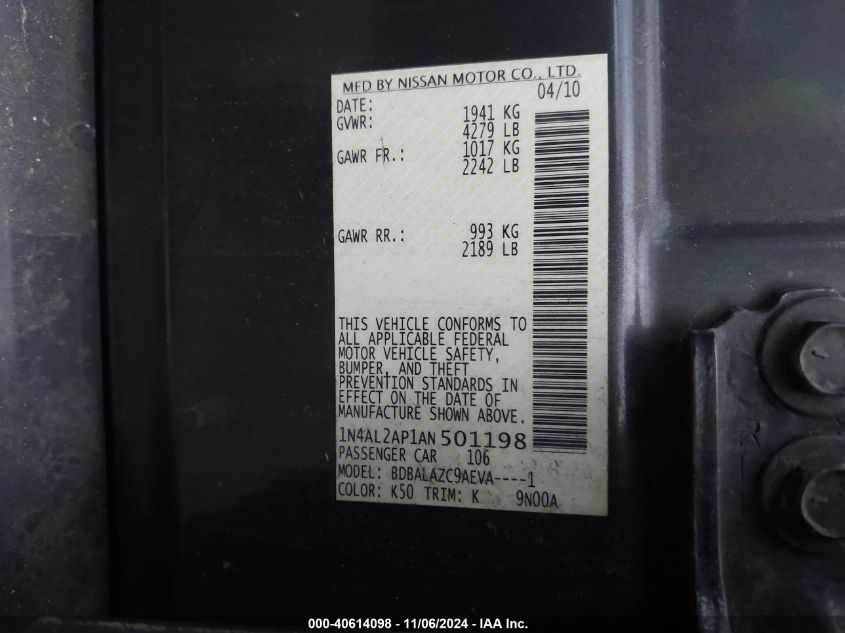 MFD BY NISSAN MOTOR CO., LTD.
DATE: 04/10
GVWR: 1941 KG
4279 LB
GAWR FR.: 1017 KG
2242 LB
GAWR RR.: 993 KG
2189 LB
THIS VEHICLE CONFORMS TO
ALL APPLICABLE FEDERAL
MOTOR VEHICLE SAFETY,
BUMPER, AND THEFT
PREVENTION STANDARDS IN
EFFECT ON THE DATE OF
MANUFACTURE SHOWN ABOVE.
1N4AL2AP1AN501198
PASSENGER CAR 106
MODEL: BDBALAZC9AEVA----1
COLOR: K50 TRIM: K 9N00A
000-40614098 - 11/06/2024 - IAA Inc.